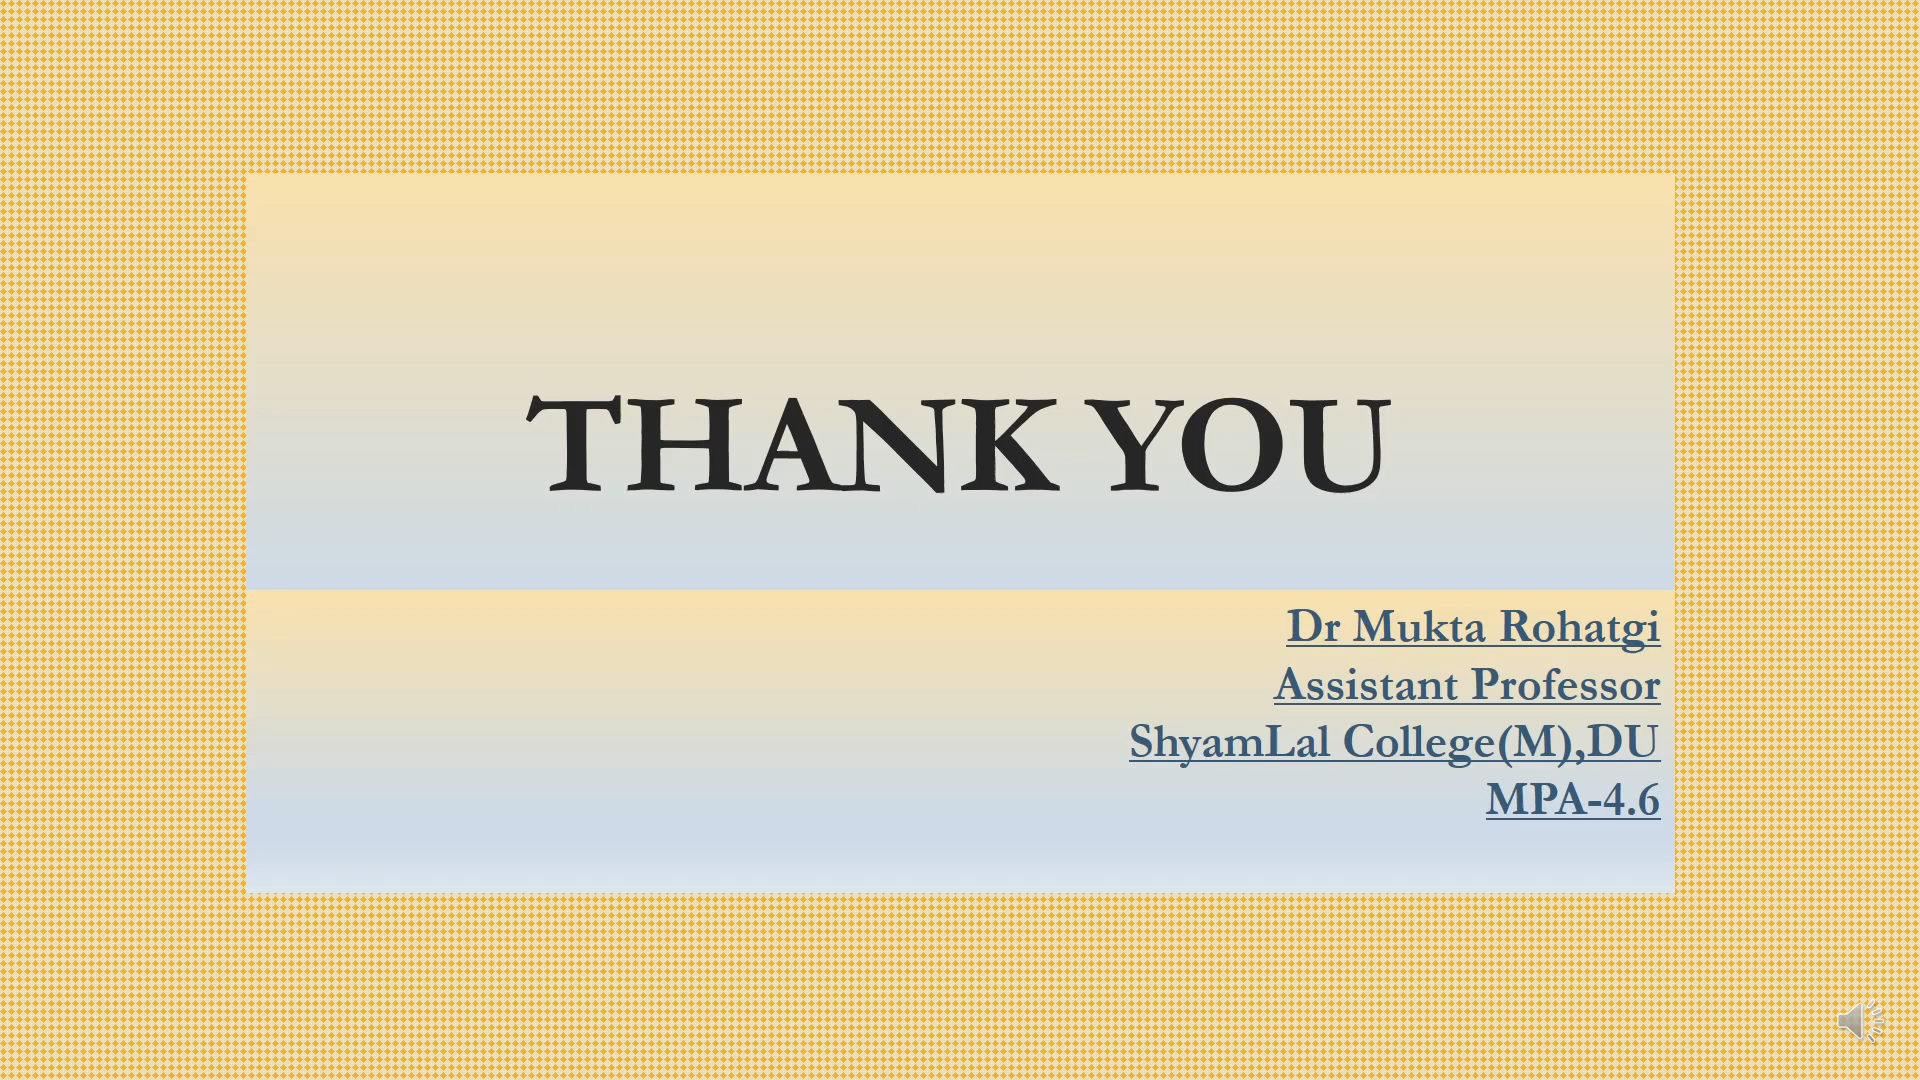 THANK YOU
Dr Mukta Rohatgi
Assistant Professor
ShyamLal College(M),DU
MPA-4.6